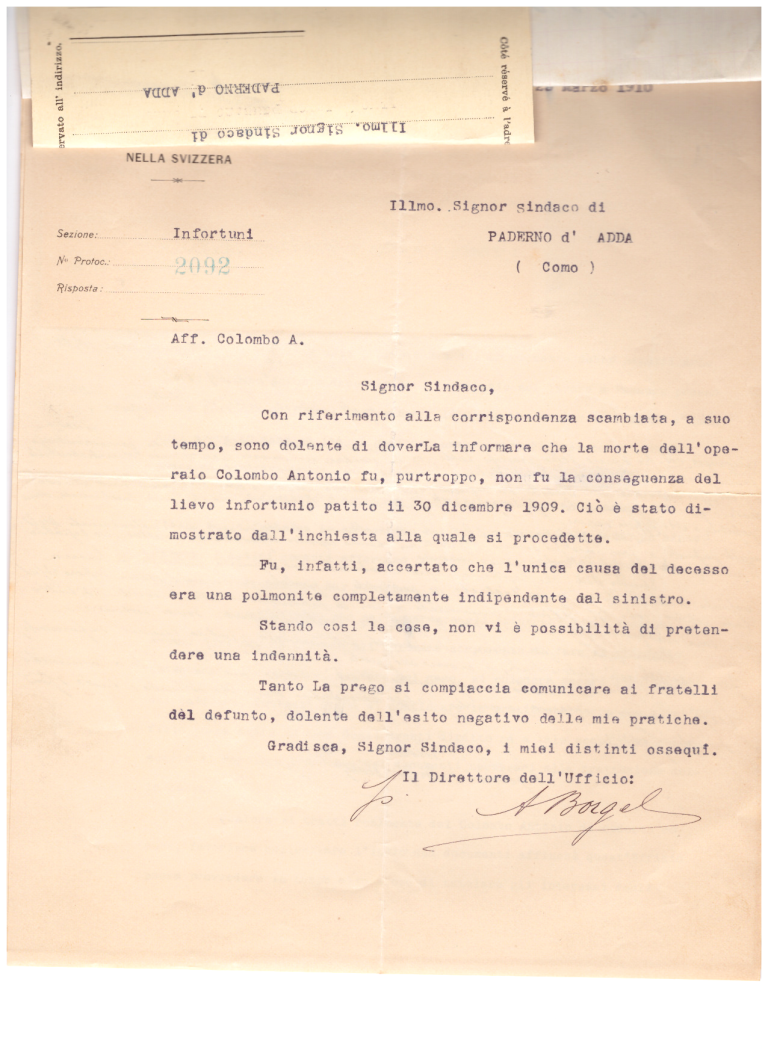 ervato all' indirizzo.
Côté réservé à l'adre
Illmo. Signor Sindaco di
PADERNO d' ADDA
Marzo 1910
NELLA SVIZZERA
Illmo. Signor sindaco di
PADERNO d' ADDA
( Como )
Sezione: Infortuni
Nº Protoc.: 2092
Risposta:
Aff. Colombo A.
Signor Sindaco,
Con riferimento alla corrispondenza scambiata, a suo
tempo, sono dolente di doverLa informare che la morte dell'ope-
raio Colombo Antonio fu, purtroppo, non fu la conseguenza del
lievo infortunio patito il 30 dicembre 1909. Ciò è stato di-
mostrato dall'inchiesta alla quale si procedette.
Fu, infatti, accertato che l'unica causa del decesso
era una polmonite completamente indipendente dal sinistro.
Stando cosi le cose, non vi è possibilità di preten-
dere una indennità.
Tanto La prego si compiaccia comunicare ai fratelli
del defunto, dolente dell'esito negativo delle mie pratiche.
Gradisca, Signor Sindaco, i miei distinti ossequi.
Il Direttore dell'Ufficio: